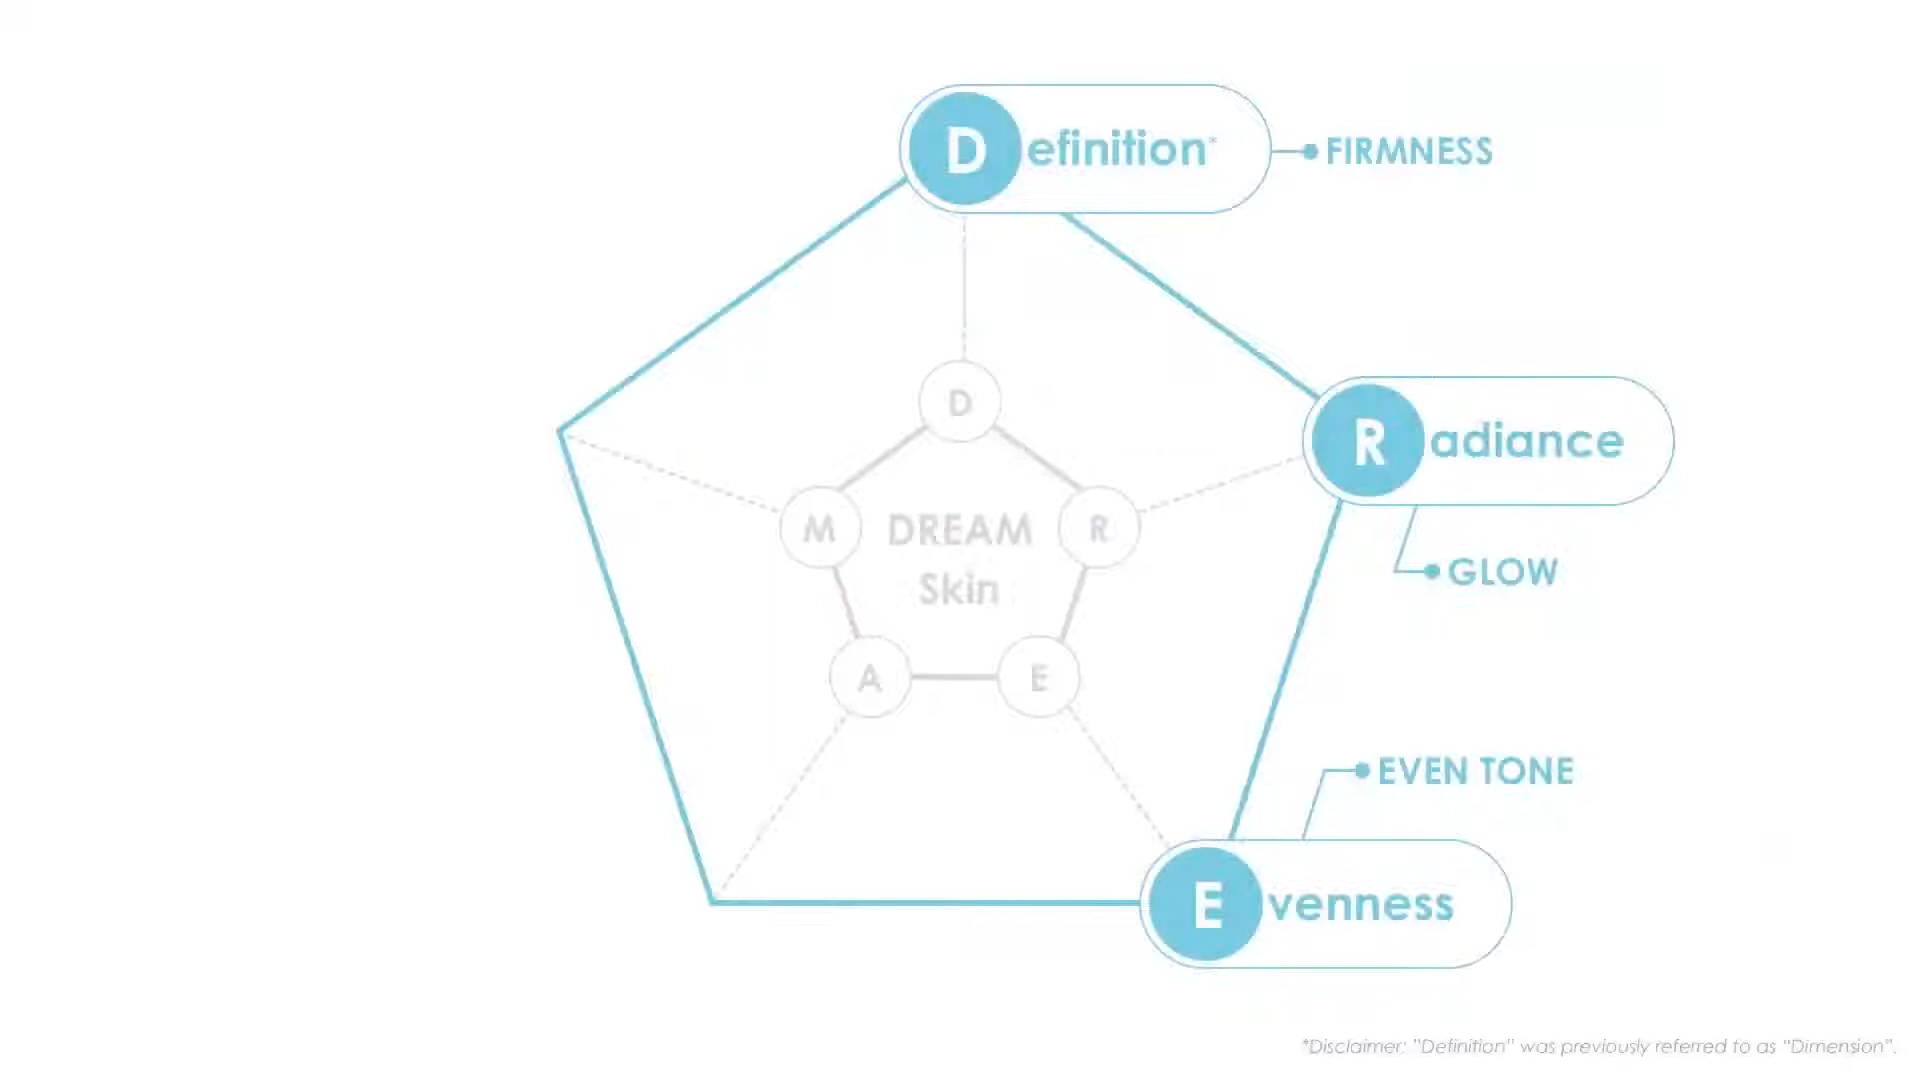 Definition*
FIRMNESS
Radiance
GLOW
EVEN TONE
Evenness
D
M
R
DREAM
Skin
A
E
*Disclaimer: "Definition" was previously referred to as "Dimension".